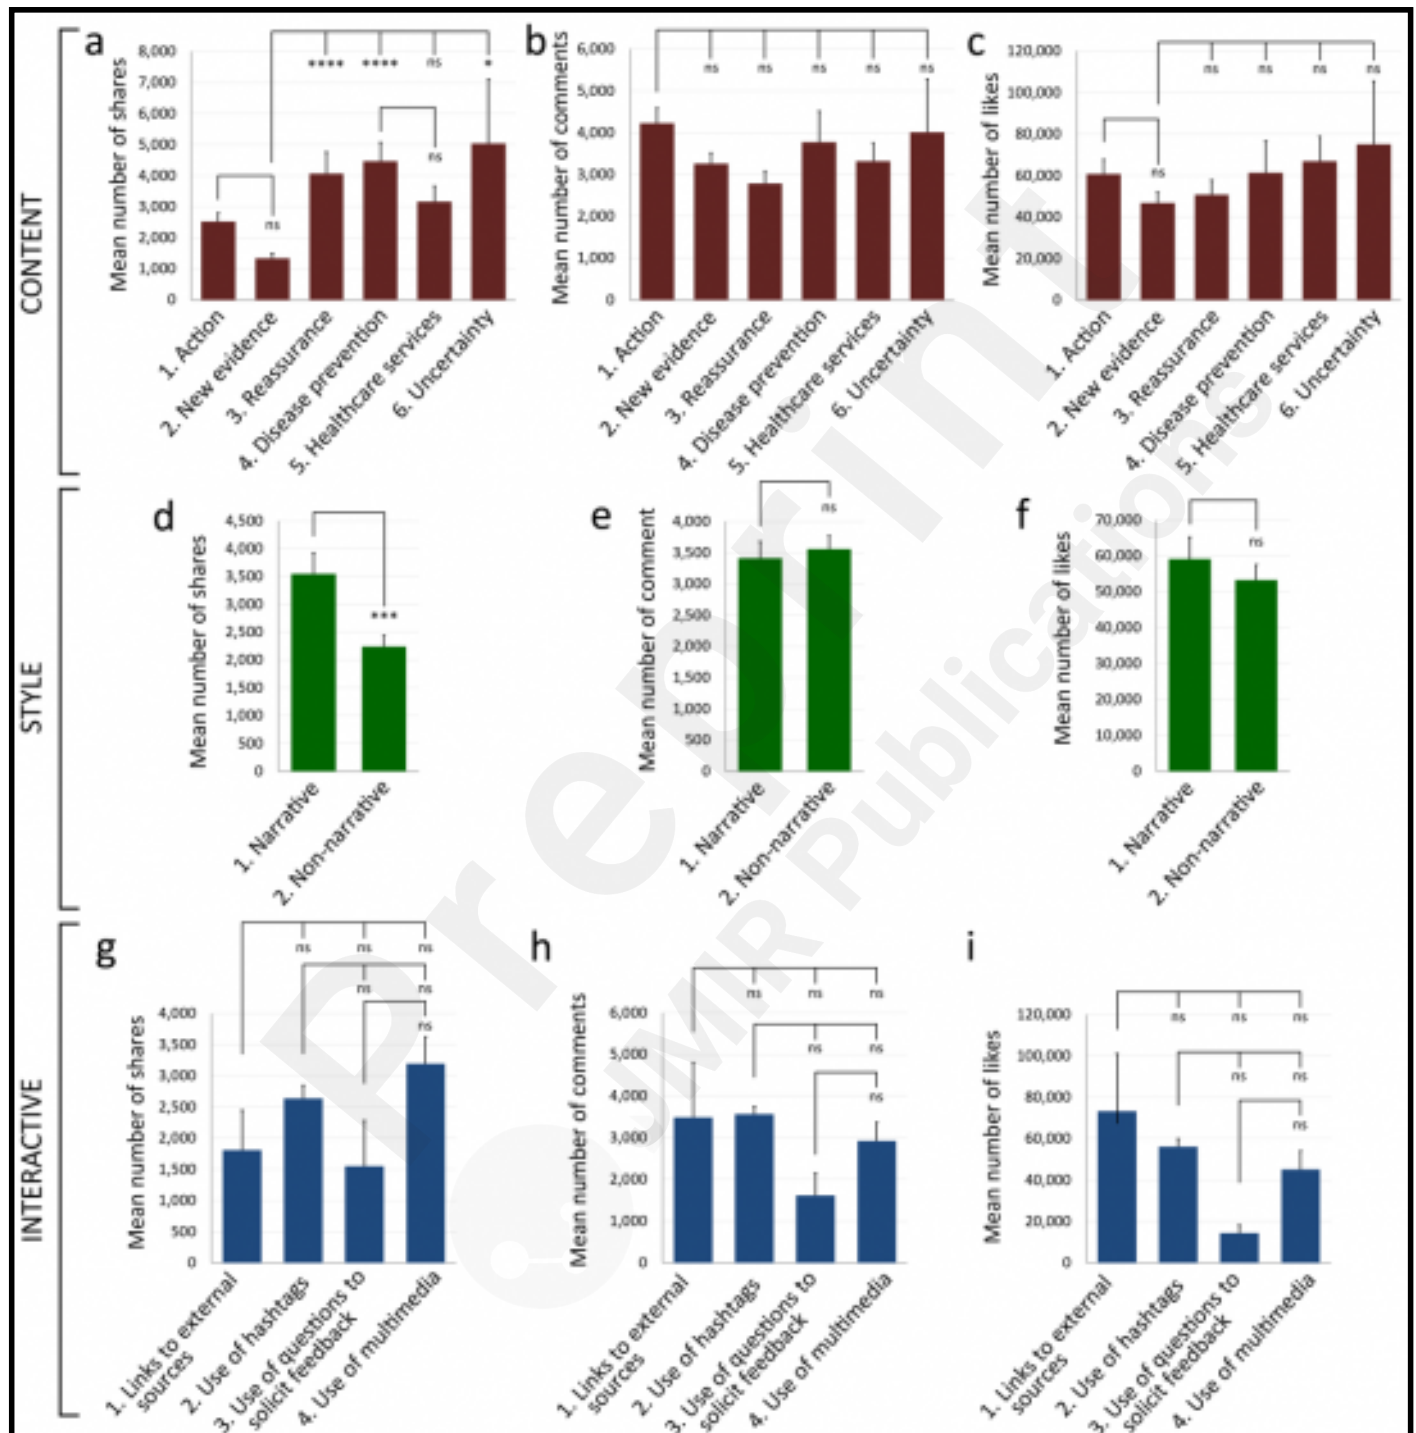 CONTENT
a
Mean number of shares
8,000
7,000
6,000
5,000
4,000
3,000
2,000
1,000
0
ns
****
****
ns
ns
*
1. Action
2. New evidence
3. Reassurance
4. Disease prevention
5. Healthcare services
6. Uncertainty
b
Mean number of comments
6,000
5,000
4,000
3,000
2,000
1,000
0
ns
ns
ns
ns
ns
1. Action
2. New evidence
3. Reassurance
4. Disease prevention
5. Healthcare services
6. Uncertainty
c
Mean number of likes
120,000
100,000
80,000
60,000
40,000
20,000
0
ns
ns
ns
ns
ns
1. Action
2. New evidence
3. Reassurance
4. Disease prevention
5. Healthcare services
6. Uncertainty
STYLE
d
Mean number of shares
4,500
4,000
3,500
3,000
2,500
2,000
1,500
1,000
500
0
***
1. Narrative
2. Non-narrative
e
Mean number of comment
4,000
3,500
3,000
2,500
2,000
1,500
1,000
500
0
ns
1. Narrative
2. Non-narrative
f
Mean number of likes
70,000
60,000
50,000
40,000
30,000
20,000
10,000
0
ns
1. Narrative
2. Non-narrative
INTERACTIVE
g
Mean number of shares
4,000
3,500
3,000
2,500
2,000
1,500
1,000
500
0
ns
ns
ns
ns
ns
ns
1. Links to external
sources
2. Use of hashtags
3. Use of questions to
solicit feedback
4. Use of multimedia
h
Mean number of comments
6,000
5,000
4,000
3,000
2,000
1,000
0
ns
ns
ns
ns
ns
ns
1. Links to external
sources
2. Use of hashtags
3. Use of questions to
solicit feedback
4. Use of multimedia
i
Mean number of likes
120,000
100,000
80,000
60,000
40,000
20,000
0
ns
ns
ns
ns
ns
ns
1. Links to external
sources
2. Use of hashtags
3. Use of questions to
solicit feedback
4. Use of multimedia
Preprint
JMIR Publications